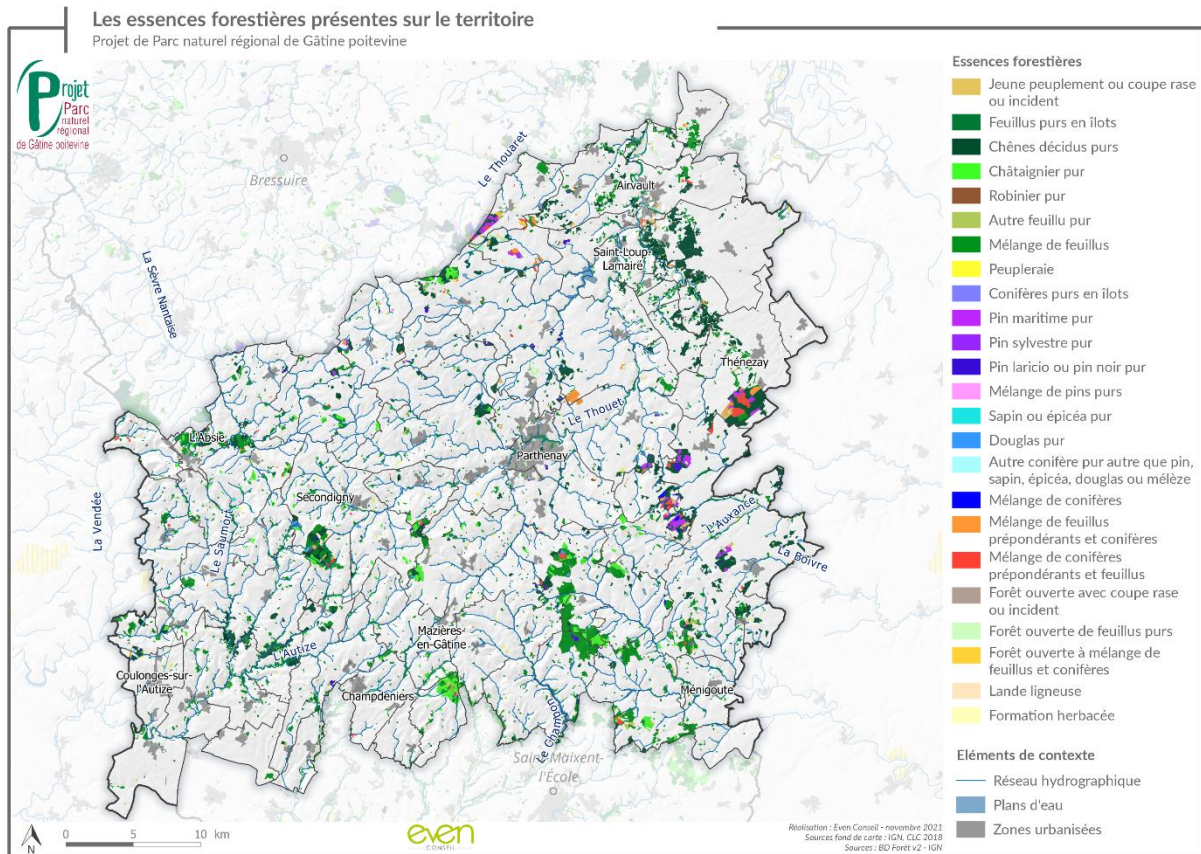 Les essences forestières présentes sur le territoire
Projet de Parc naturel régional de Gâtine poitevine
Projet
Parc
naturel
régional
de Gâtine poitevine
Bressuire
Le Thouaret
Airvault
La Sèvre Nantaise
Saint-Loup-
Lamairé
Thénezay
Le Thouet
L'Absie
Parthenay
Secondigny
La Vendée
Le Saumort
L'Auxance
La Boivre
Mazières-
en-Gâtine
L'Autize
Coulonges-sur-
l'Autize
Champdeniers
Ménigoute
Le Chamon
Saint-Maixent-
l'École
Essences forestières
Jeune peuplement ou coupe rase
ou incident
Feuillus purs en îlots
Chênes décidus purs
Châtaignier pur
Robinier pur
Autre feuillu pur
Mélange de feuillus
Peupleraie
Conifères purs en îlots
Pin maritime pur
Pin sylvestre pur
Pin laricio ou pin noir pur
Mélange de pins purs
Sapin ou épicéa pur
Douglas pur
Autre conifère pur autre que pin,
sapin, épicéa, douglas ou mélèze
Mélange de conifères
Mélange de feuillus
prépondérants et conifères
Mélange de conifères
prépondérants et feuillus
Forêt ouverte avec coupe rase
ou incident
Forêt ouverte de feuillus purs
Forêt ouverte à mélange de
feuillus et conifères
Lande ligneuse
Formation herbacée
Eléments de contexte
Réseau hydrographique
Plans d'eau
Zones urbanisées
N
0 5 10 km
even
CONSEIL
Réalisation : Even Conseil - novembre 2021
Sources fond de carte : IGN, CLC 2018
Sources : BD Forêt v2 - IGN